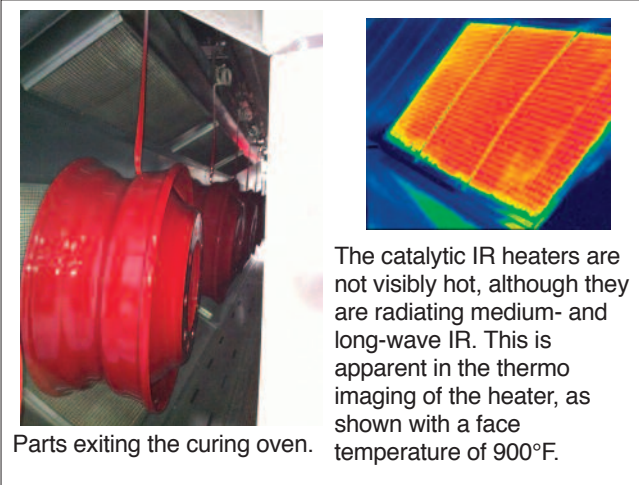 Parts exiting the curing oven.
The catalytic IR heaters are
not visibly hot, although they
are radiating medium- and
long-wave IR. This is
apparent in the thermo
imaging of the heater, as
shown with a face
temperature of 900°F.